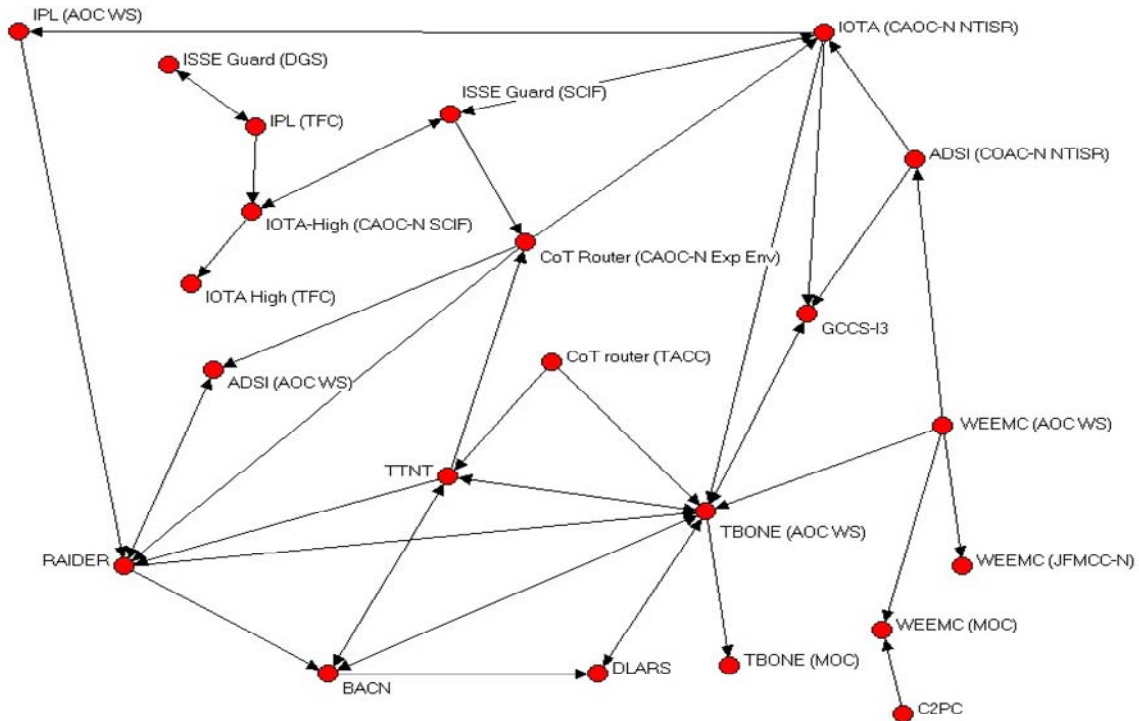 IPL (AOC WS)
IOTA (CAOC-N NTISR)
ISSE Guard (DGS)
ISSE Guard (SCIF)
IPL (TFC)
ADSI (COAC-N NTISR)
IOTA-High (CAOC-N SCIF)
CoT Router (CAOC-N Exp Env)
IOTA High (TFC)
GCCS-I3
CoT router (TACC)
ADSI (AOC WS)
WEEMC (AOC WS)
TTNT
TBONE (AOC WS)
RAIDER
WEEMC (JFMCC-N)
WEEMC (MOC)
DLARS
TBONE (MOC)
BACN
C2PC